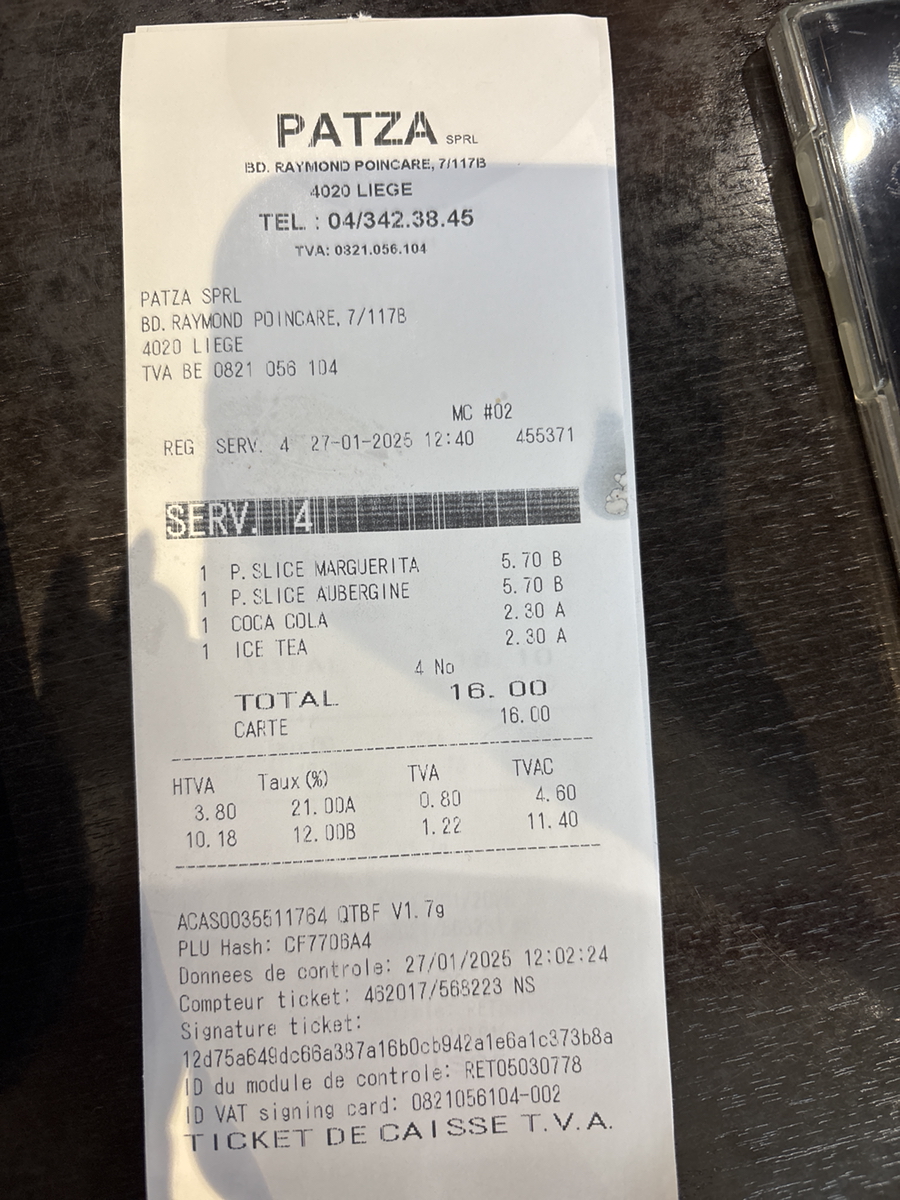 PATZA SPRL
BD. RAYMOND POINCARE, 7/117B
4020 LIEGE
TEL : 04/342.38.45
TVA: 0821.056.104
PATZA SPRL
BD. RAYMOND POINCARE, 7/117B
4020 LIEGE
TVA BE 0821 056 104
MC #02
REG SERV. 4 27-01-2025 12:40 455371
SERV. 4
1 P.SLICE MARGUERITA 5.70 B
1 P.SLICE AUBERGINE 5.70 B
1 COCA COLA 2.30 A
1 ICE TEA 2.30 A
4 No
TOTAL 16.00
CARTE 16.00
HTVA Taux (%) TVA TVAC
3.80 21.00A 0.80 4.60
10.18 12.00B 1.22 11.40
ACAS0035511764 QTBF V1.7g
PLU Hash: CF7706A4
Donnees de controle: 27/01/2025 12:02:24
Compteur ticket: 462017/568223 NS
Signature ticket:
12d75a649dc66a387a16b0cb942a1e6a1c373b8a
ID du module de controle: RET05030778
ID VAT signing card: 0821056104-002
TICKET DE CAISSE T.V.A.